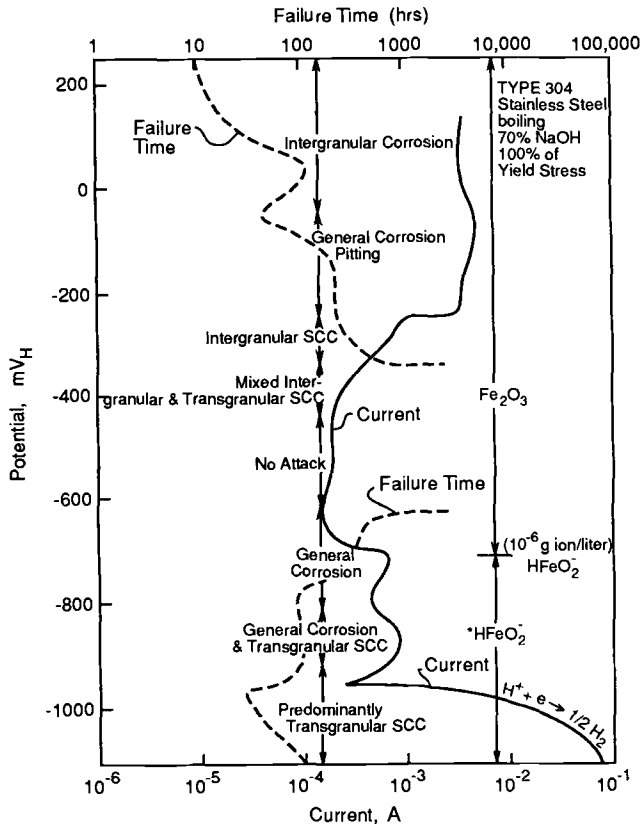 Failure Time (hrs)
1 10 100 1000 10,000 100,000
200
0
-200
-400
-600
-800
-1000
Potential, mV_H
TYPE 304
Stainless Steel
boiling
70% NaOH
100% of
Yield Stress
Failure
Time
Intergranular Corrosion
General Corrosion
Pitting
Intergranular SCC
Mixed Inter-
granular & Transgranular SCC
Current
Fe₂O₃
No Attack
Failure Time
(10⁻⁶ g ion/liter)
HFeO₂⁻
General
Corrosion
General Corrosion
& Transgranular SCC
*HFeO₂⁻
Current
H⁺ + e → 1/2 H₂
Predominantly
Transgranular SCC
10⁻⁶ 10⁻⁵ 10⁻⁴ 10⁻³ 10⁻² 10⁻¹
Current, A